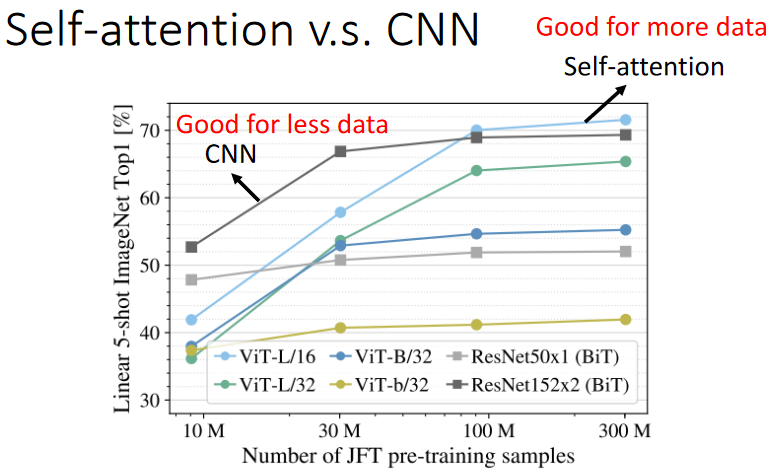 Self-attention v.s. CNN
Good for more data
Self-attention
Good for less data
CNN
Linear 5-shot ImageNet Top1 [%]
70
60
50
40
30
ViT-L/16
ViT-B/32
ResNet50x1 (BiT)
ViT-L/32
ViT-b/32
ResNet152x2 (BiT)
10 M
30 M
100 M
300 M
Number of JFT pre-training samples